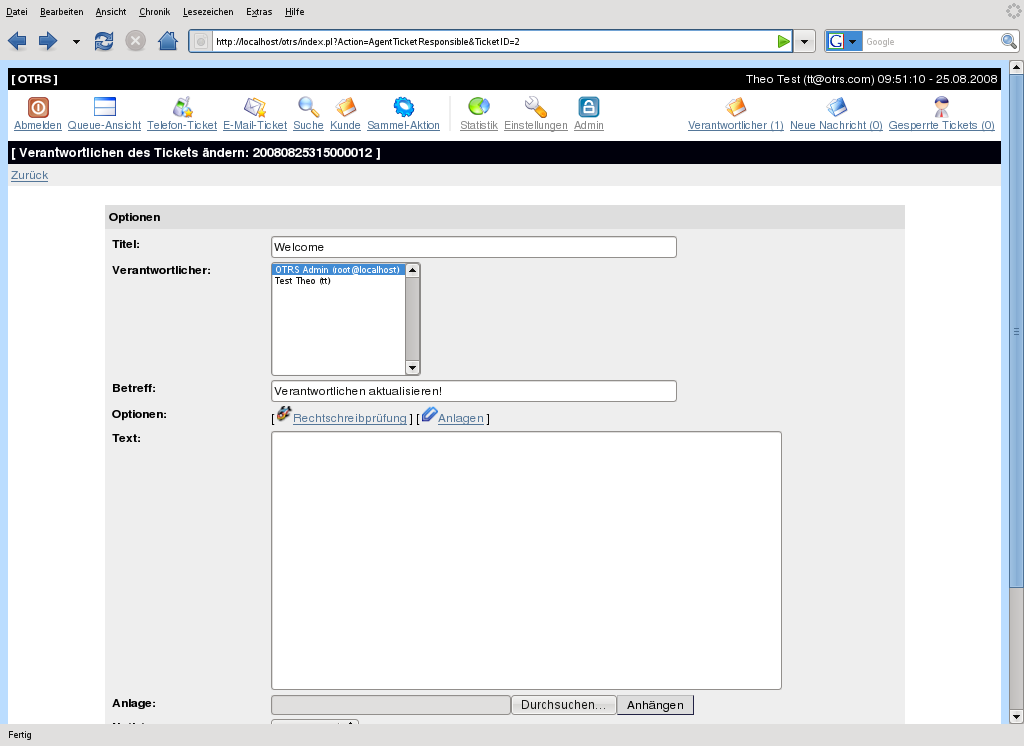 Datei Bearbeiten Ansicht Chronik Lesezeichen Extras Hilfe
http://localhost/otrs/index.pl?Action=AgentTicketResponsible&TicketID=2 G Google
[ OTRS ] Theo Test (tt@otrs.com) 09:51:10 - 25.08.2008
Abmelden Queue-Ansicht Telefon-Ticket E-Mail-Ticket Suche Kunde Sammel-Aktion Statistik Einstellungen Admin Verantwortlicher (1) Neue Nachricht (0) Gesperrte Tickets (0)
[ Verantwortlichen des Tickets ändern: 20080825315000012 ]
Zurück
Optionen
Titel: Welcome
Verantwortlicher: OTRS Admin (root@localhost)
Test Theo (tt)
Betreff: Verantwortlichen aktualisieren!
Optionen: [ Rechtschreibprüfung ] [ Anlagen ]
Text:
Anlage: Durchsuchen... Anhängen
Fertig